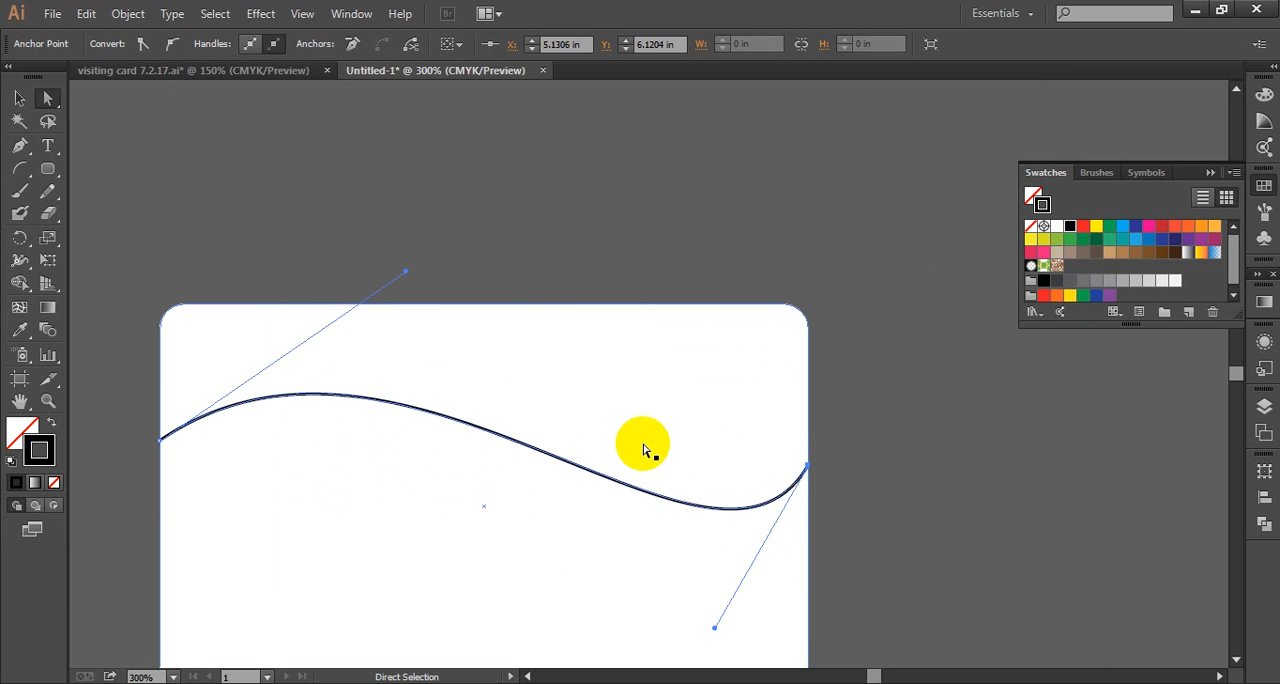 Ai File Edit Object Type Select Effect View Window Help Br Essentials
Anchor Point Convert: Handles: Anchors: X: 5.1306 in Y: 6.1204 in W: 0 in H: 0 in
visiting card 7.2.17.ai* @ 150% (CMYK/Preview) × Untitled-1* @ 300% (CMYK/Preview) ×
Swatches Brushes Symbols
300% 1 Direct Selection